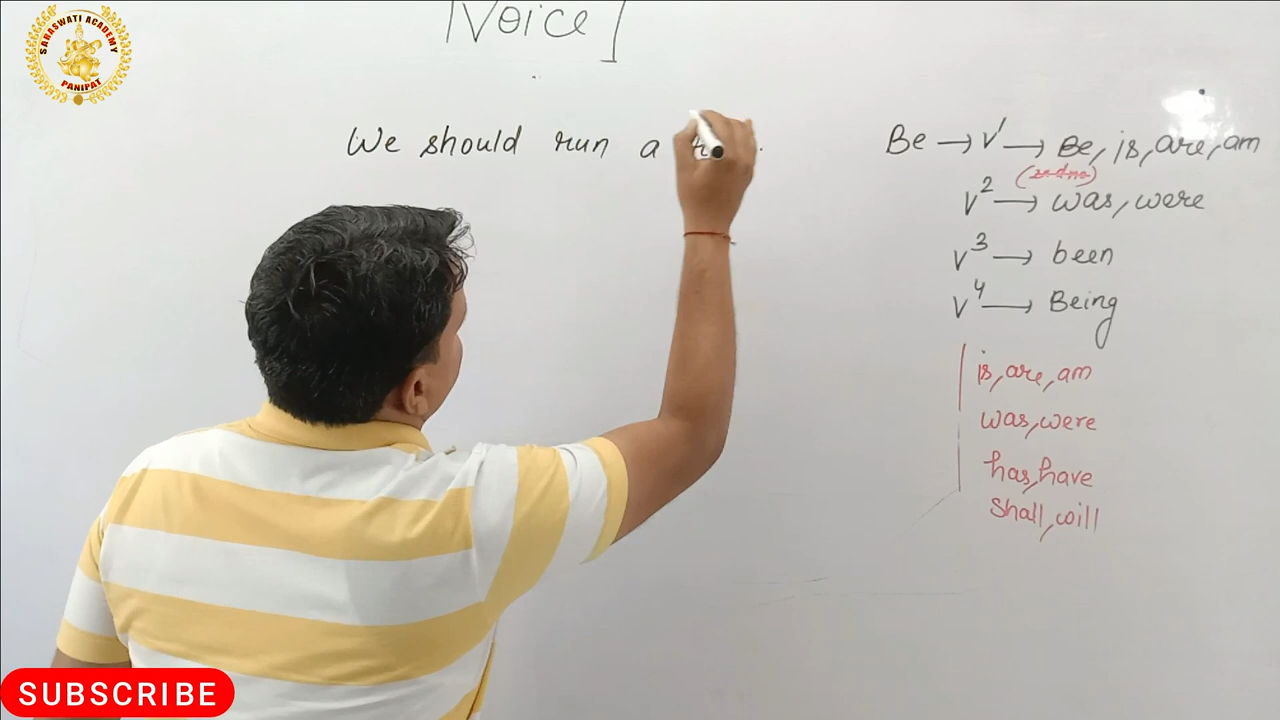 SARASWATI ACADEMY
PANIPAT
[Voice]
We should run a
Be → V1 → Be, is, are, am
V2 → was, were
V3 → been
V4 → Being
is, are, am
was, were
has, have
Shall, will
SUBSCRIBE